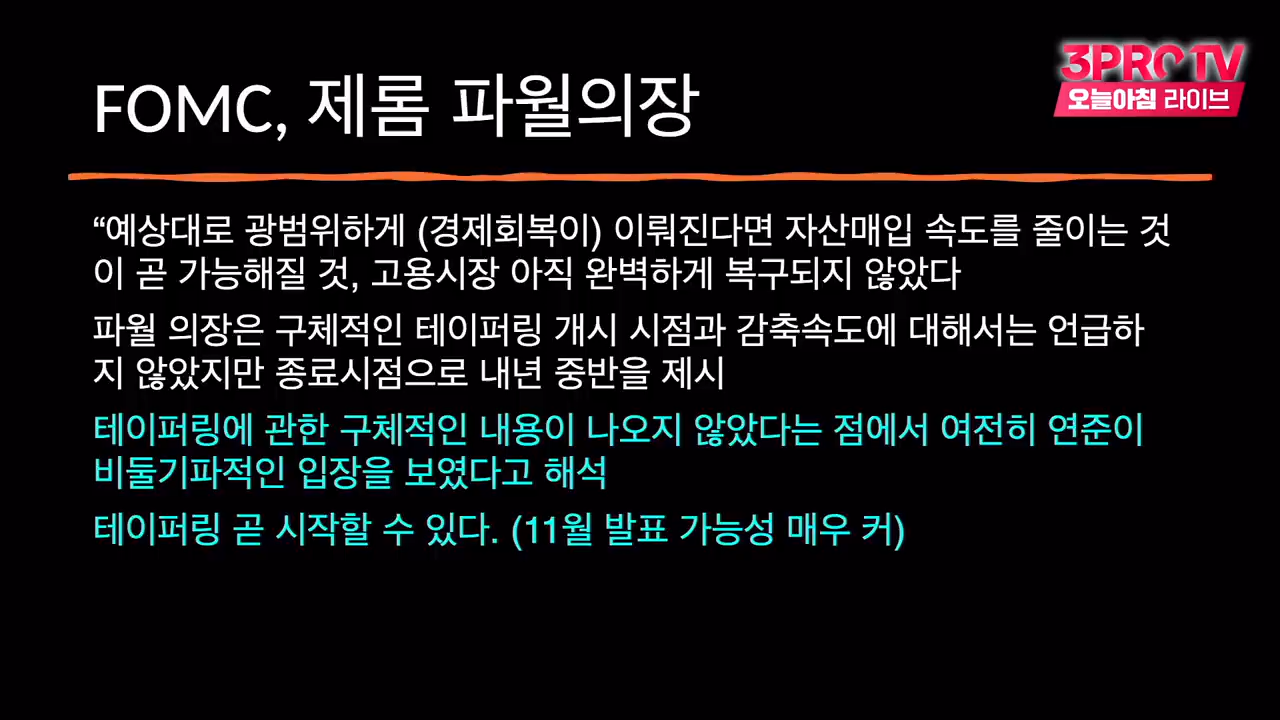 3PRO TV
오늘아침 라이브
FOMC, 제롬 파월의장
“예상대로 광범위하게 (경제회복이) 이뤄진다면 자산매입 속도를 줄이는 것
이 곧 가능해질 것, 고용시장 아직 완벽하게 복구되지 않았다
파월 의장은 구체적인 테이퍼링 개시 시점과 감축속도에 대해서는 언급하
지 않았지만 종료시점으로 내년 중반을 제시
테이퍼링에 관한 구체적인 내용이 나오지 않았다는 점에서 여전히 연준이
비둘기파적인 입장을 보였다고 해석
테이퍼링 곧 시작할 수 있다. (11월 발표 가능성 매우 커)